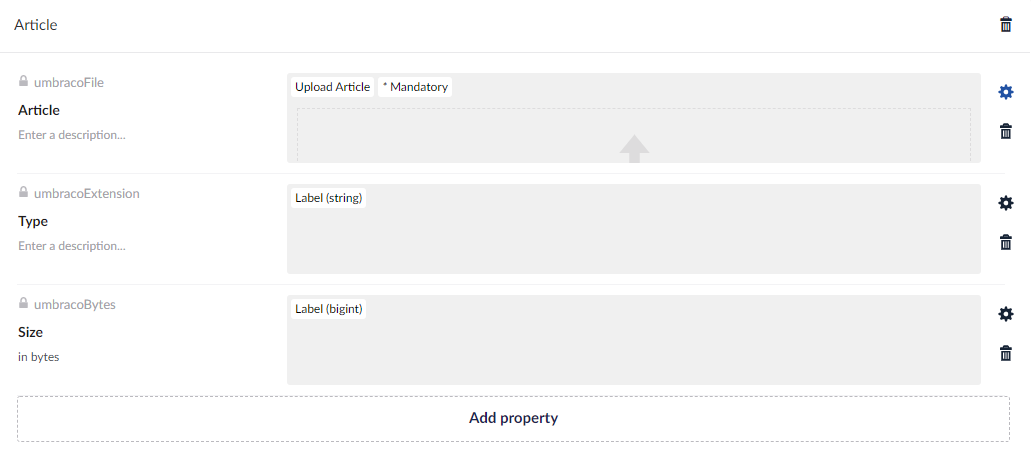 Article
umbracoFile
Article
Enter a description...
Upload Article * Mandatory
umbracoExtension
Type
Enter a description...
Label (string)
umbracoBytes
Size
in bytes
Label (bigint)
Add property